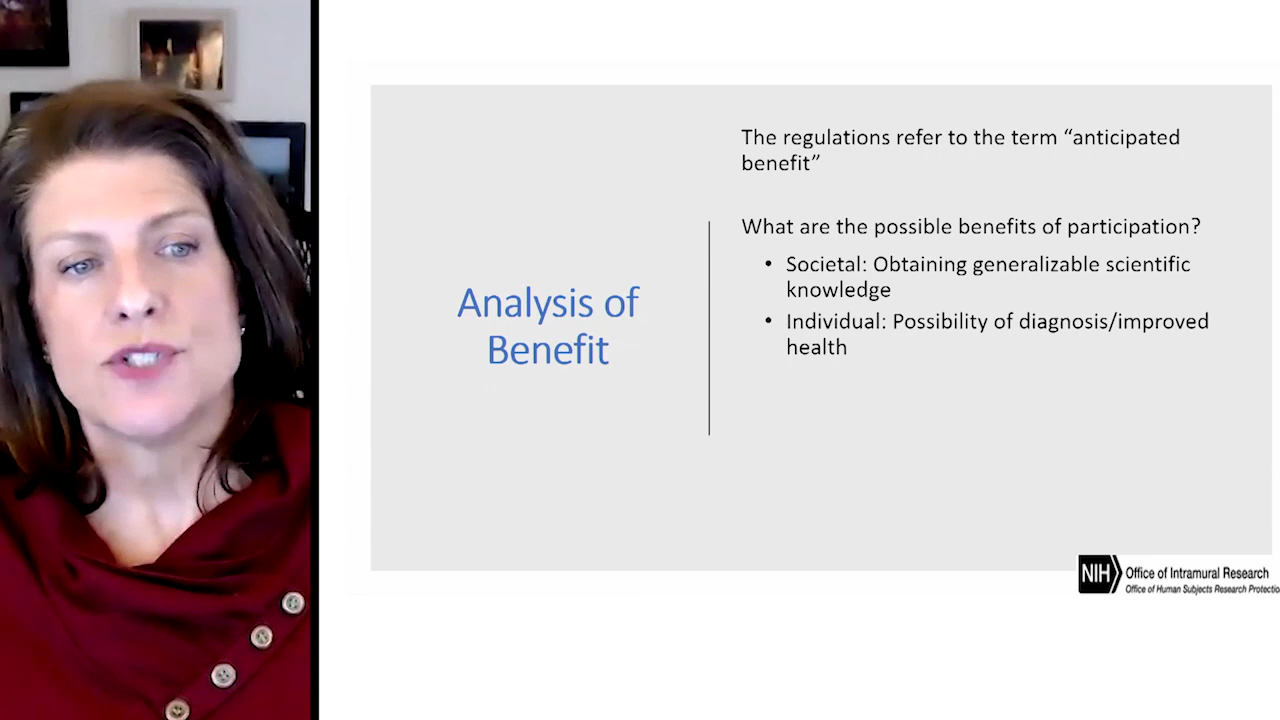 Analysis of
Benefit
The regulations refer to the term “anticipated
benefit”
What are the possible benefits of participation?
• Societal: Obtaining generalizable scientific
knowledge
• Individual: Possibility of diagnosis/improved
health
NIH
Office of Intramural Research
Office of Human Subjects Research Protectio